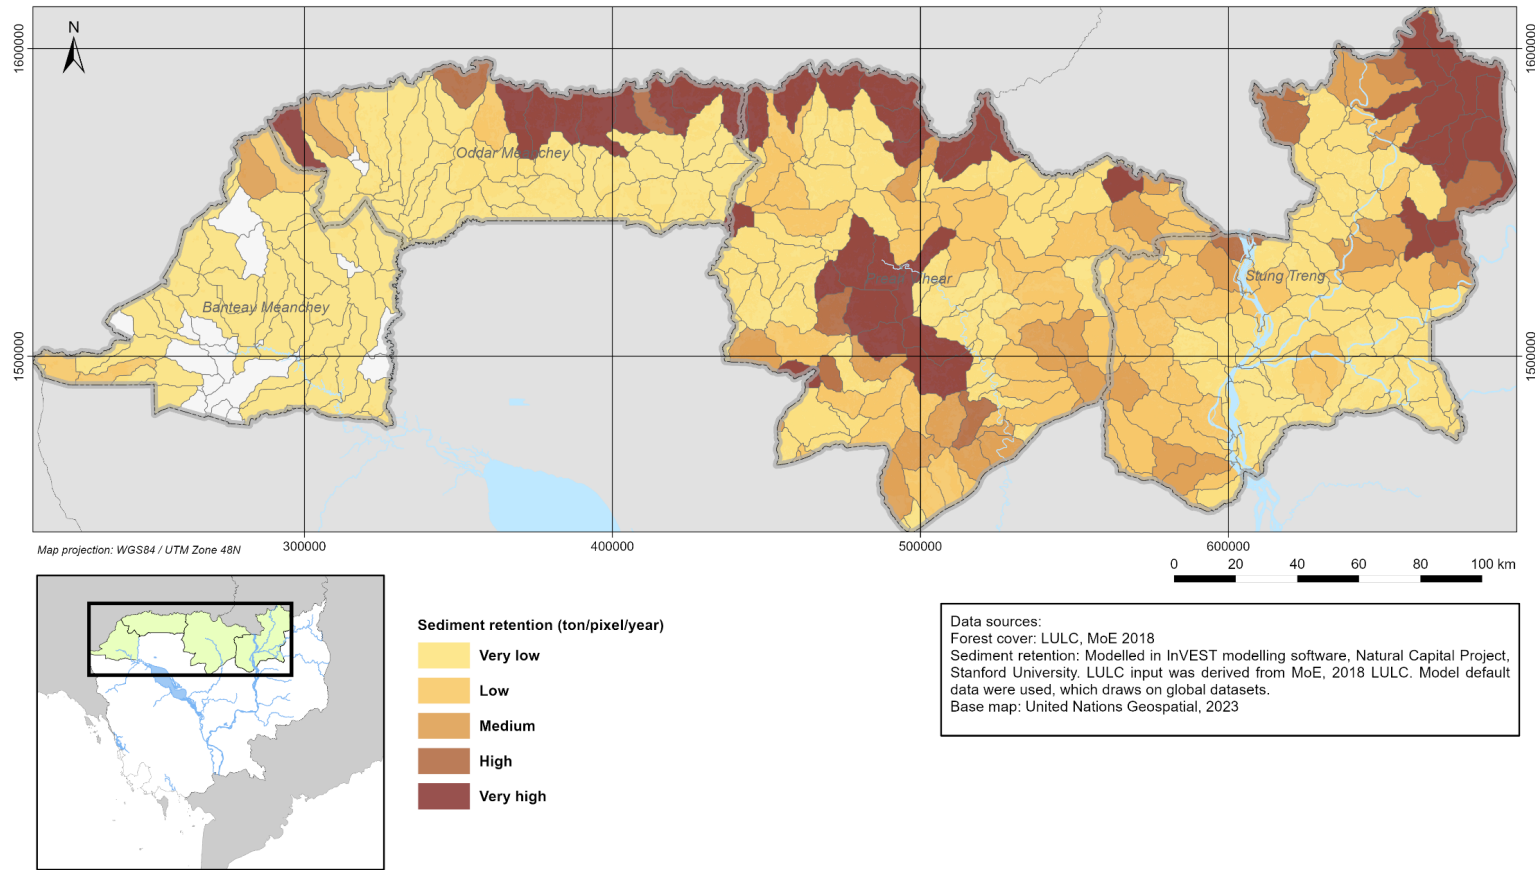 N
1600000
1600000
Oddar Meanchey
Preah Vihear
Stung Treng
Banteay Meanchey
1500000
1500000
Map projection: WGS84 / UTM Zone 48N
300000
400000
500000
600000
0 20 40 60 80 100 km
Sediment retention (ton/pixel/year)
Very low
Low
Medium
High
Very high
Data sources:
Forest cover: LULC, MoE 2018
Sediment retention: Modelled in InVEST modelling software, Natural Capital Project,
Stanford University. LULC input was derived from MoE, 2018 LULC. Model default
data were used, which draws on global datasets.
Base map: United Nations Geospatial, 2023